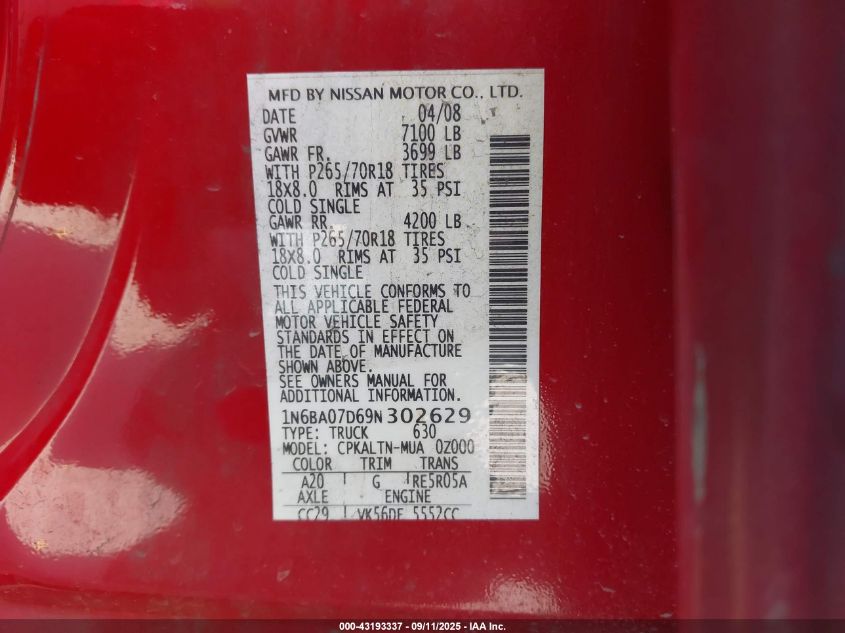 MFD BY NISSAN MOTOR CO., LTD.
DATE 04/08
GVWR 7100 LB
GAWR FR. 3699 LB
WITH P265/70R18 TIRES
18X8.0 RIMS AT 35 PSI
COLD SINGLE
GAWR RR. 4200 LB
WITH P265/70R18 TIRES
18X8.0 RIMS AT 35 PSI
COLD SINGLE
THIS VEHICLE CONFORMS TO
ALL APPLICABLE FEDERAL
MOTOR VEHICLE SAFETY
STANDARDS IN EFFECT ON
THE DATE OF MANUFACTURE
SHOWN ABOVE.
SEE OWNERS MANUAL FOR
ADDITIONAL INFORMATION.
1N6BA07D69N302629
TYPE: TRUCK 630
MODEL: CPKALTN-MUA 0Z000
COLOR TRIM TRANS
A20 G RE5R05A
AXLE ENGINE
CC29 VK56DE 5552CC
000-43193337 - 09/11/2025 - IAA Inc.